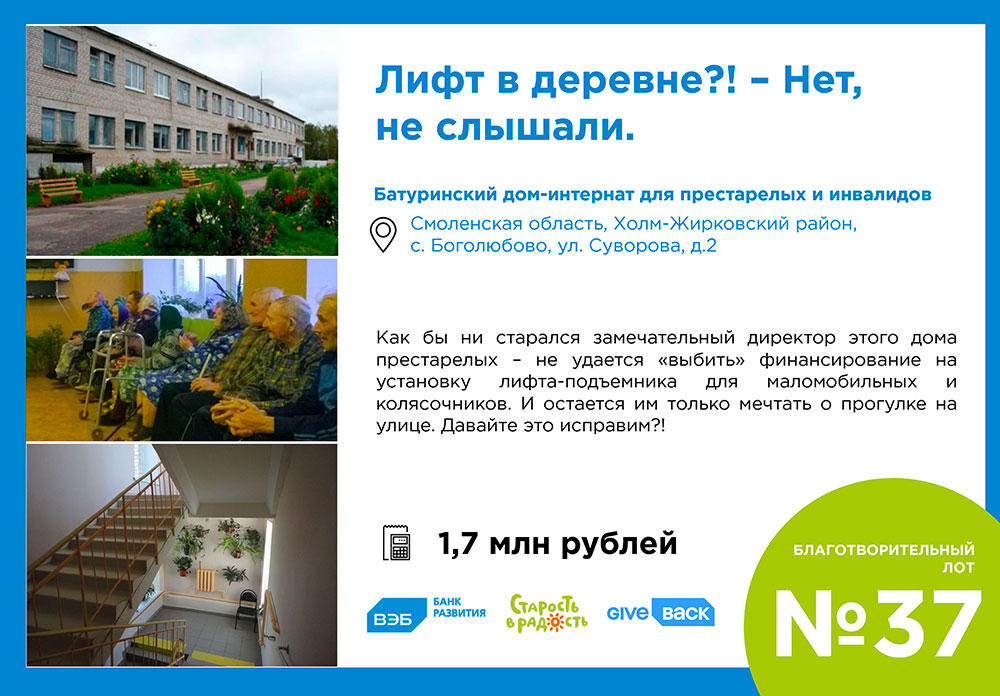 Лифт в деревне?! – Нет,
не слышали.
Батуринский дом-интернат для престарелых и инвалидов
Смоленская область, Холм-Жирковский район,
с. Боголюбово, ул. Суворова, д.2
Как бы ни старался замечательный директор этого дома
престарелых – не удается «выбить» финансирование на
установку лифта-подъемника для маломобильных и
колясочников. И остается им только мечтать о прогулке на
улице. Давайте это исправим?!
1,7 млн рублей
БЛАГОТВОРИТЕЛЬНЫЙ
ЛОТ
№37
ВЭБ БАНК
РАЗВИТИЯ
Старость
в радость
GIVE BACK